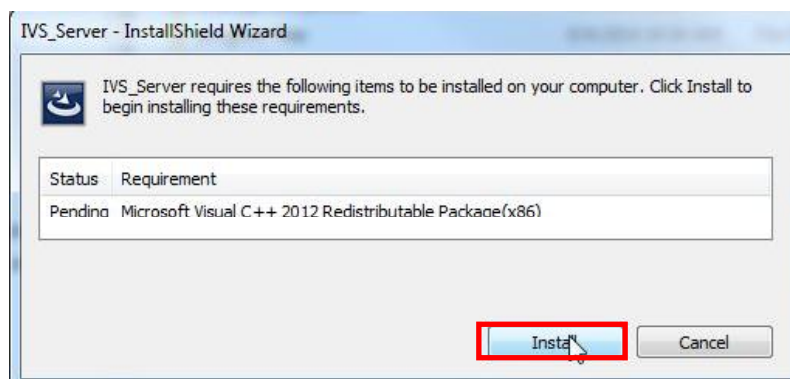 IVS_Server - InstallShield Wizard
IVS_Server requires the following items to be installed on your computer. Click Install to
begin installing these requirements.
Status Requirement
Pending Microsoft Visual C++ 2012 Redistributable Package(x86)
Install Cancel